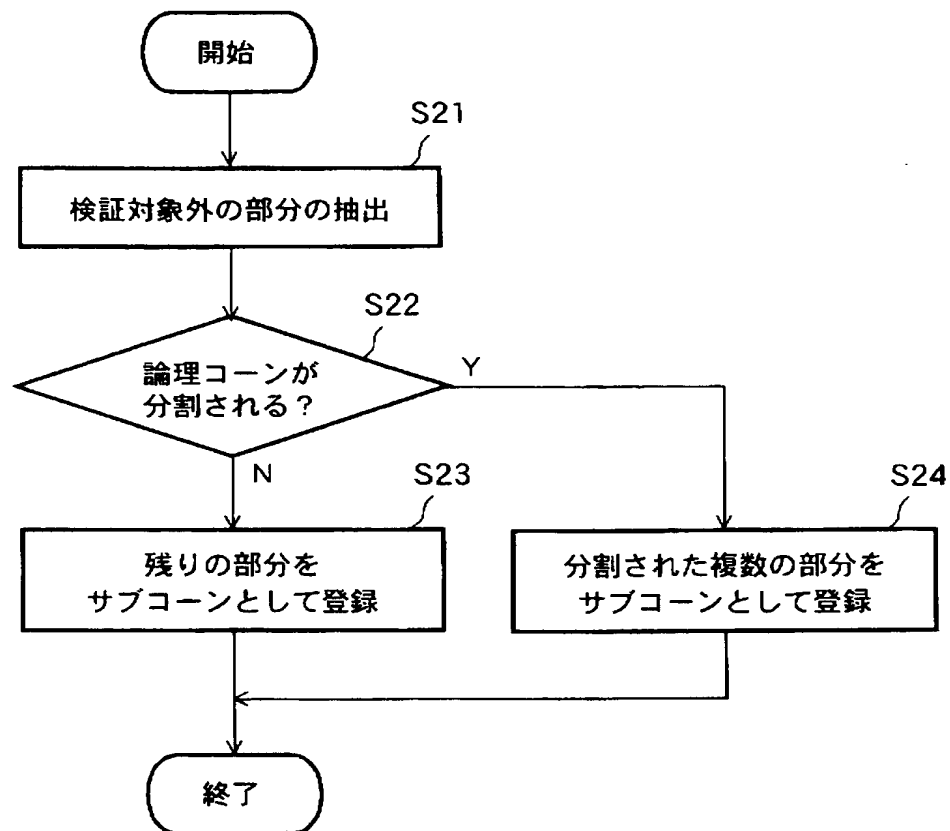 開始
S21
検証対象外の部分の抽出
S22
論理コーンが
分割される？
Y
N
S23
残りの部分を
サブコーンとして登録
S24
分割された複数の部分を
サブコーンとして登録
終了